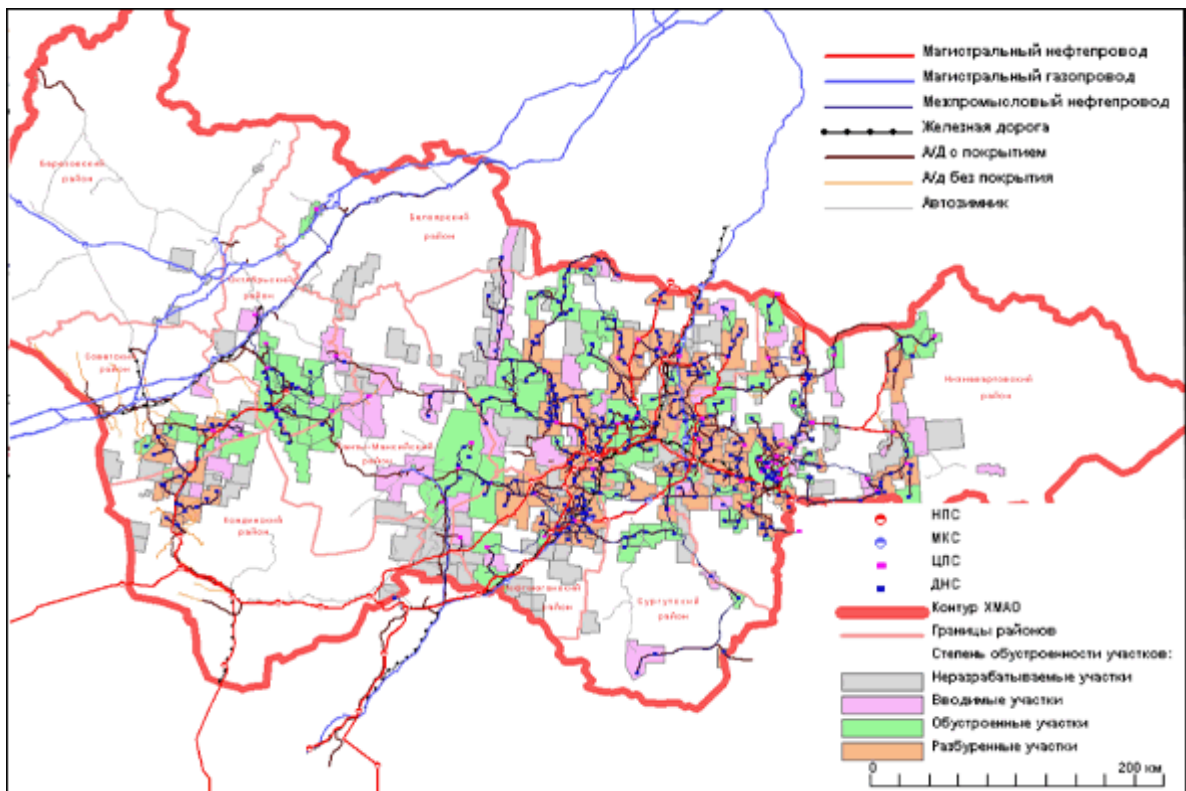 Магистральный нефтепровод
Магистральный газопровод
Межпромысловый нефтепровод
Железная дорога
А/Д с покрытием
А/д без покрытия
Автозимник
Березовский
район
Белоярский
район
Октябрьский
район
Советский
район
Нижневартовский
район
Ханты-Мансийский
район
Кондинский
район
Нефтеюганский
район
Сургутский
район
НПС
МКС
ЦПС
ДНС
Контур ХМАО
Границы районов
Степень обустроенности участков:
Неразрабатываемые участки
Вводимые участки
Обустроенные участки
Разбуренные участки
0 200 км